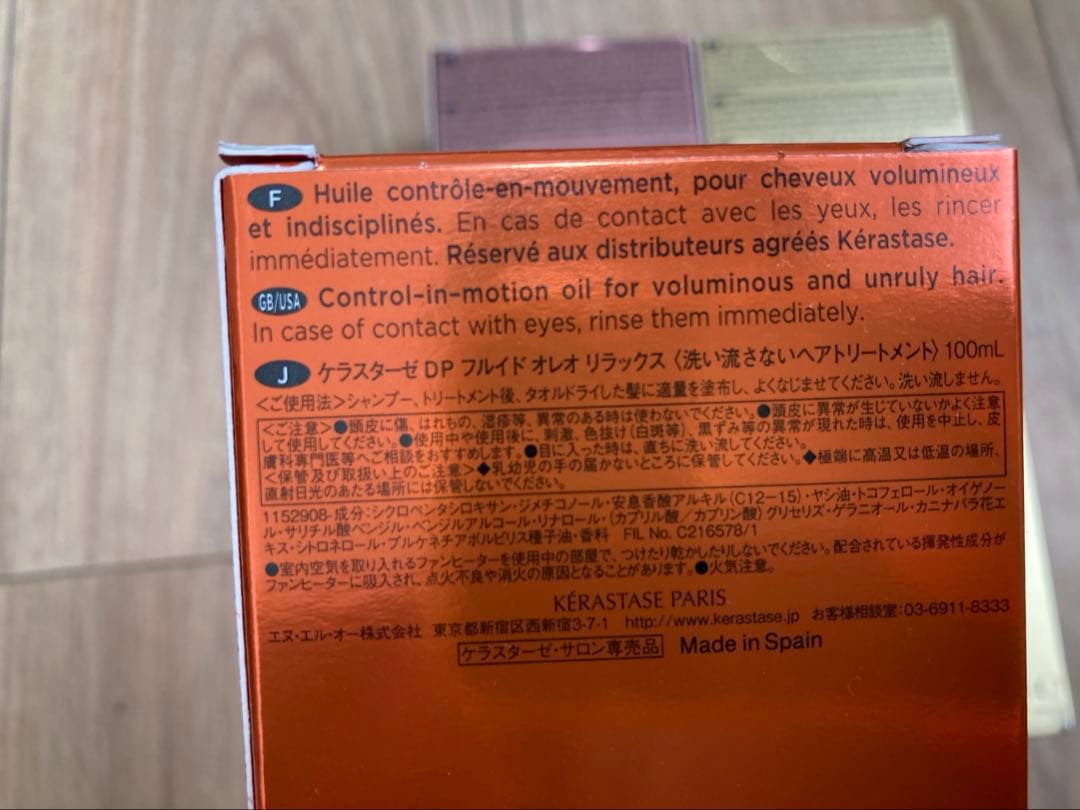 F Huile contrôle-en-mouvement, pour cheveux volumineux
et indisciplinés. En cas de contact avec les yeux, les rincer
immédiatement. Réservé aux distributeurs agréés Kérastase.
GB/USA Control-in-motion oil for voluminous and unruly hair.
In case of contact with eyes, rinse them immediately.
J ケラスターゼ DP フルイド オレオ リラックス〈洗い流さないヘアトリートメント〉100mL
<ご使用法>シャンプー、トリートメント後、タオルドライした髪に適量を塗布し、よくなじませてください。洗い流しません。
<ご注意>●頭皮に傷、はれもの、湿疹等、異常のある時は使わないでください。●頭皮に異常が生じていないかよく注意
して使用してください。●使用中や使用後に、刺激、色抜け(白斑等)、黒ずみ等の異常が現れた時は、使用を中止し、皮
膚科専門医等へご相談をおすすめします。●目に入った時は、直ちに洗い流してください。
<保管及び取扱い上のご注意>◆乳幼児の手の届かないところに保管してください。◆極端に高温又は低温の場所、
直射日光のあたる場所には保管しないでください。
1152908-成分：シクロペンタシロキサン・ジメチコノール・安息香酸アルキル(C12-15)・ヤシ油・トコフェロール・オイゲノー
ル・サリチル酸ベンジル・ベンジルアルコール・リナロール・(カプリル酸／カプリン酸)グリセリズ・ゲラニオール・カニナバラ花エ
キス・シトロネロール・ブルケネチアボルビリス種子油・香料 FIL No. C216578/1
●室内空気を取り入れるファンヒーターを使用中の部屋で、つけたり乾かしたりしないでください。配合されている揮発性成分が
ファンヒーターに吸入され、点火不良や消火の原因となることがあります。●火気注意。
KÉRASTASE PARIS
エヌ・エル・オー株式会社 東京都新宿区西新宿3-7-1 http://www.kerastase.jp お客様相談室：03-6911-8333
ケラスターゼ・サロン専売品 Made in Spain